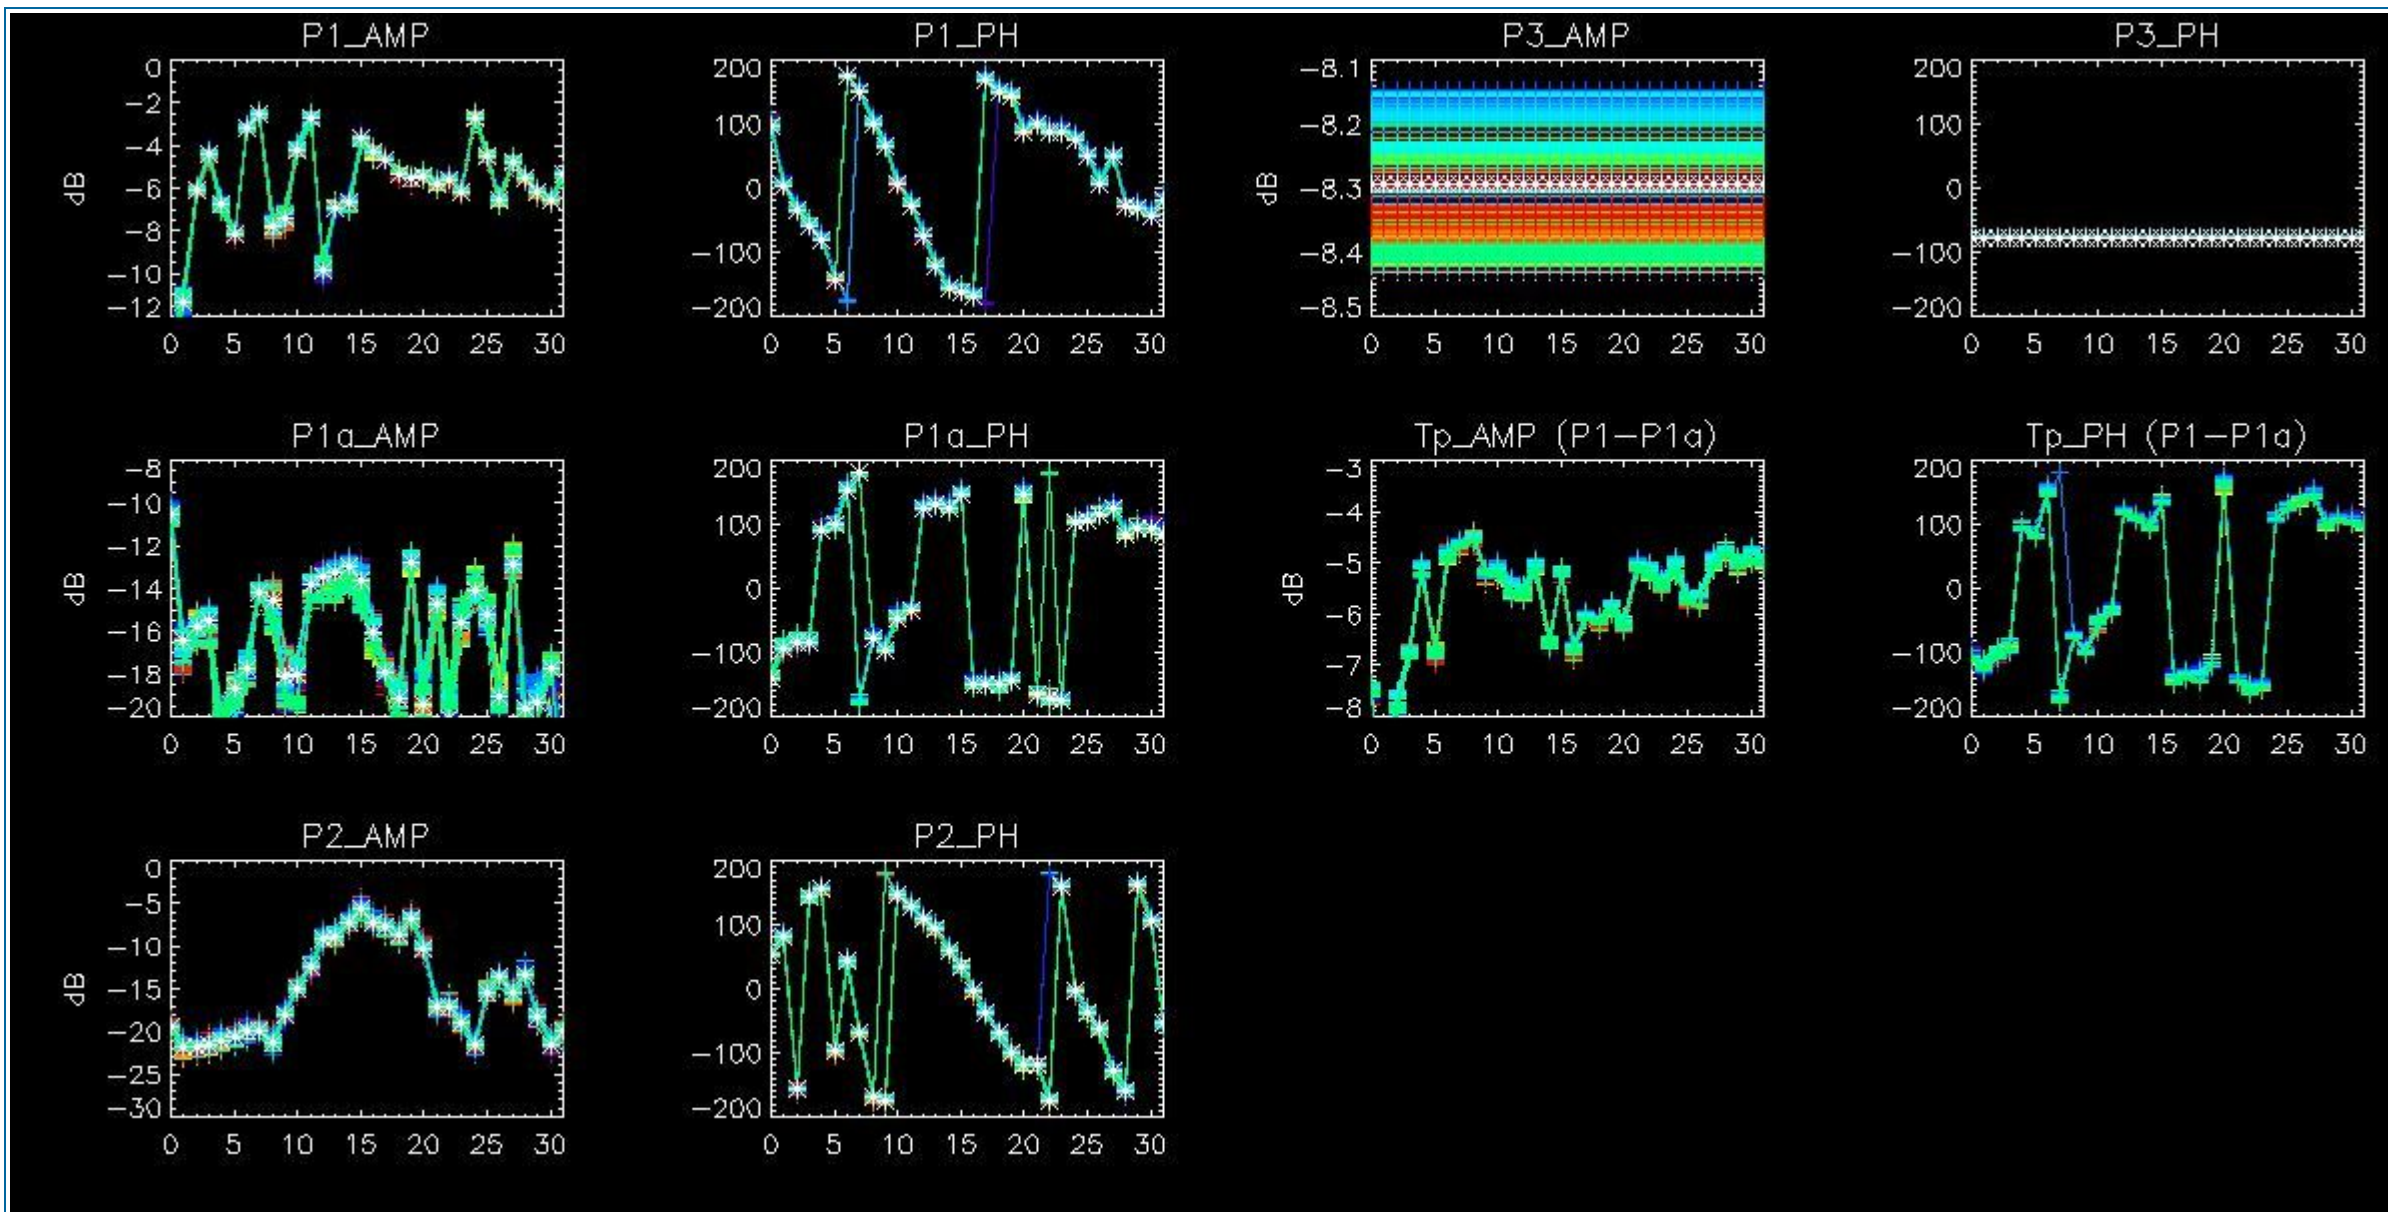 P1_AMP P1_PH P3_AMP P3_PH
0 200 -8.1 200
-2 100 -8.2 100
-4 0 -8.3 0
-6 -100 -8.4 -100
-8 -200 -8.5 -200
-10
-12
dB dB
0 5 10 15 20 25 30 0 5 10 15 20 25 30 0 5 10 15 20 25 30 0 5 10 15 20 25 30
P1a_AMP P1a_PH Tp_AMP (P1-P1a) Tp_PH (P1-P1a)
-8 200 -3 200
-10 100 -4 100
-12 0 -5 0
-14 -100 -6 -100
-16 -200 -7 -200
-18 -8
-20
dB dB
0 5 10 15 20 25 30 0 5 10 15 20 25 30 0 5 10 15 20 25 30 0 5 10 15 20 25 30
P2_AMP P2_PH
0 200
-5 100
-10 0
-15 -100
-20 -200
-25
-30
dB
0 5 10 15 20 25 30 0 5 10 15 20 25 30